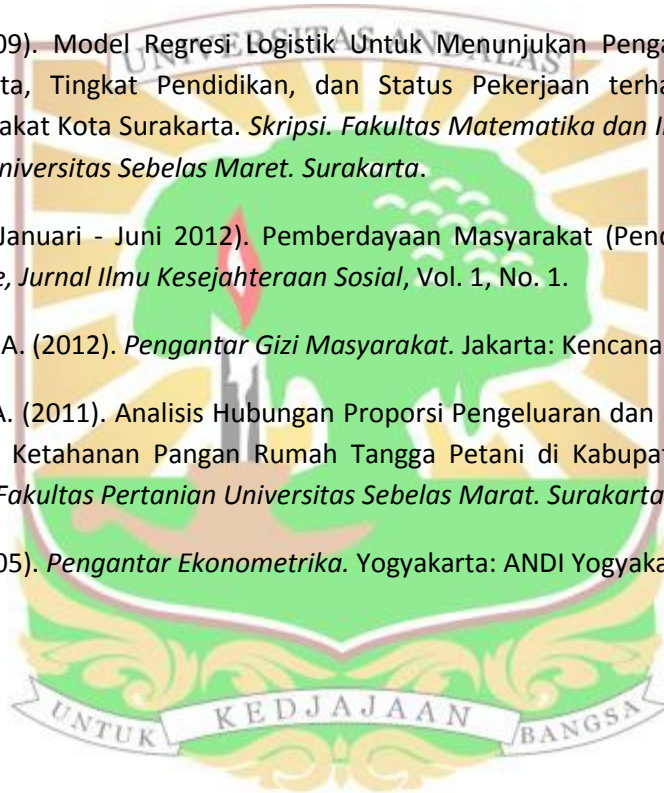 09). Model Regresi Logistik Untuk Menunjukan Penga
UNIVERSITAS ANDALAS
ta, Tingkat Pendidikan, dan Status Pekerjaan terha
akat Kota Surakarta. Skripsi. Fakultas Matematika dan I
niversitas Sebelas Maret. Surakarta.
Januari - Juni 2012). Pemberdayaan Masyarakat (Pend
e, Jurnal Ilmu Kesejahteraan Sosial, Vol. 1, No. 1.
A. (2012). Pengantar Gizi Masyarakat. Jakarta: Kencana
A. (2011). Analisis Hubungan Proporsi Pengeluaran dan
Ketahanan Pangan Rumah Tangga Petani di Kabupat
Fakultas Pertanian Universitas Sebelas Marat. Surakarta
05). Pengantar Ekonometrika. Yogyakarta: ANDI Yogyaka
UNTUK KEDJAJAAN BANGSA